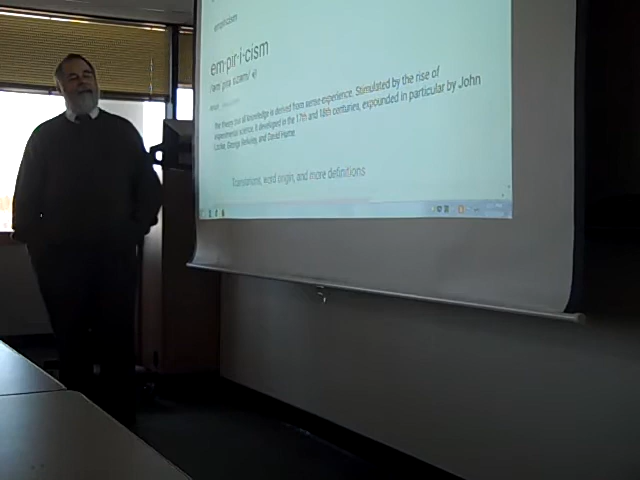 empiricism
em·pir·i·cism
noun
The theory that all knowledge is derived from sense-experience. Stimulated by the rise of
experimental science, it developed in the 17th and 18th centuries, expounded in particular by John
Locke, George Berkeley, and David Hume.
Translations, word origin, and more definitions